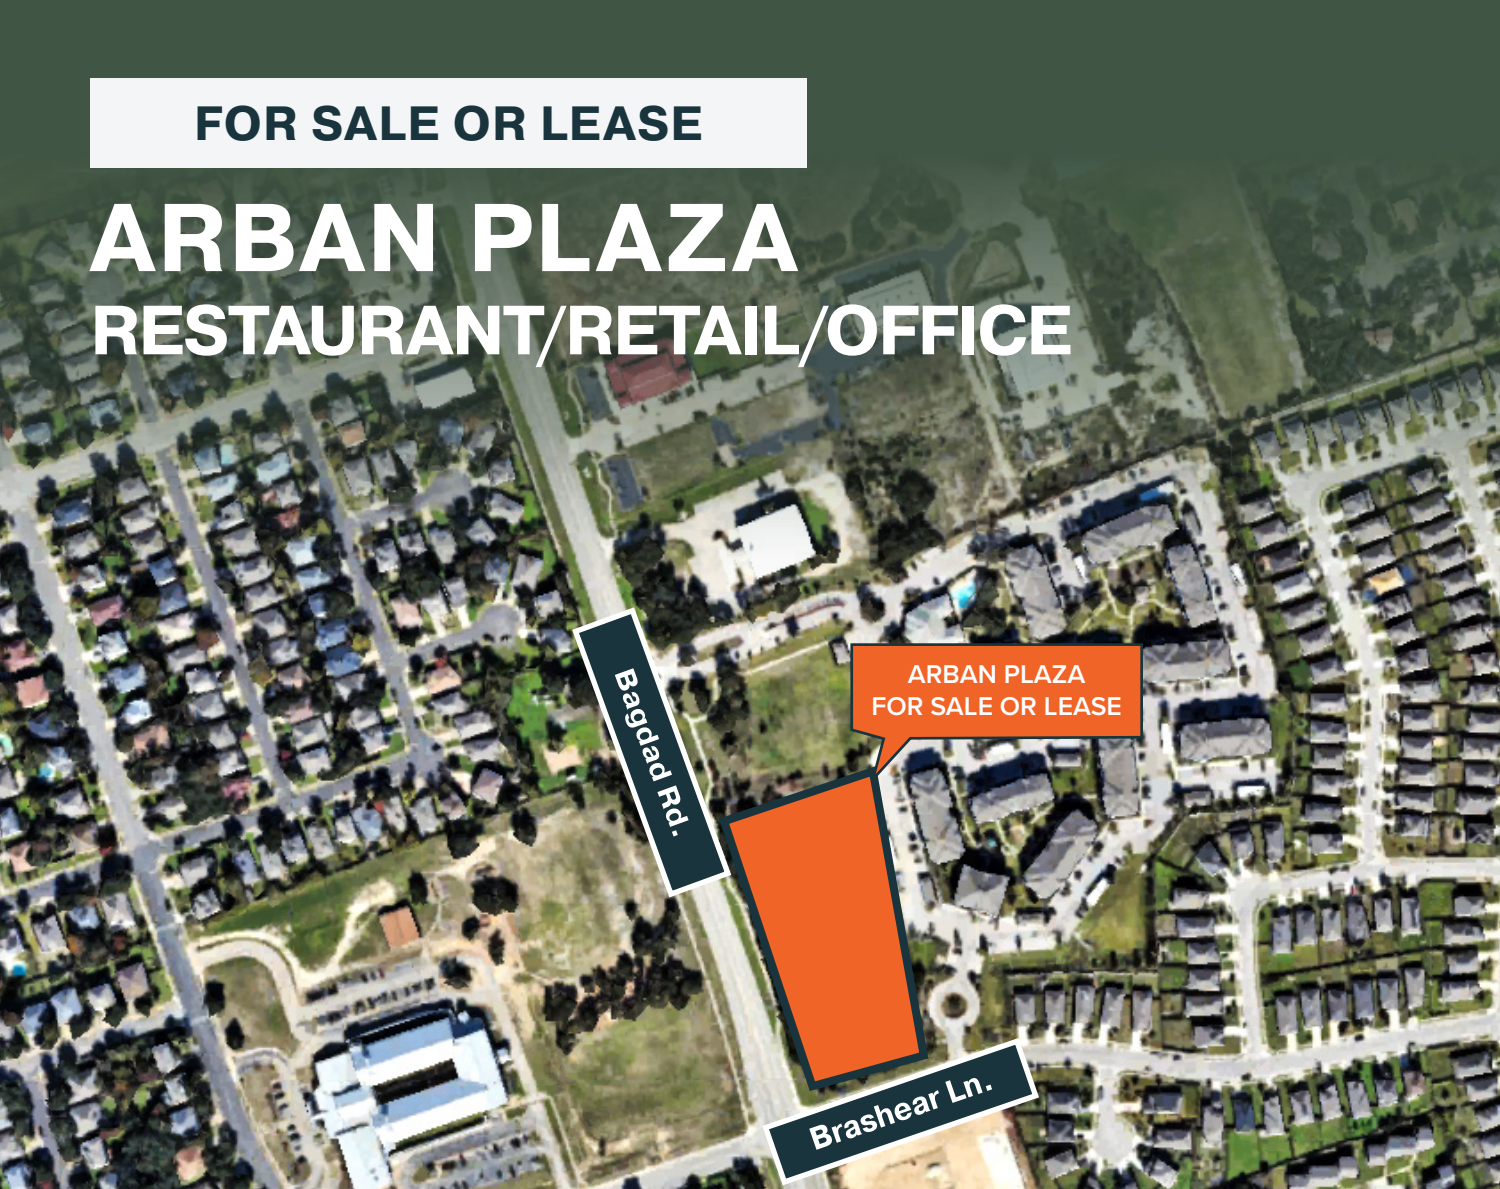 FOR SALE OR LEASE
ARBAN PLAZA
RESTAURANT/RETAIL/OFFICE
ARBAN PLAZA
FOR SALE OR LEASE
Bagdad Rd.
Brashear Ln.